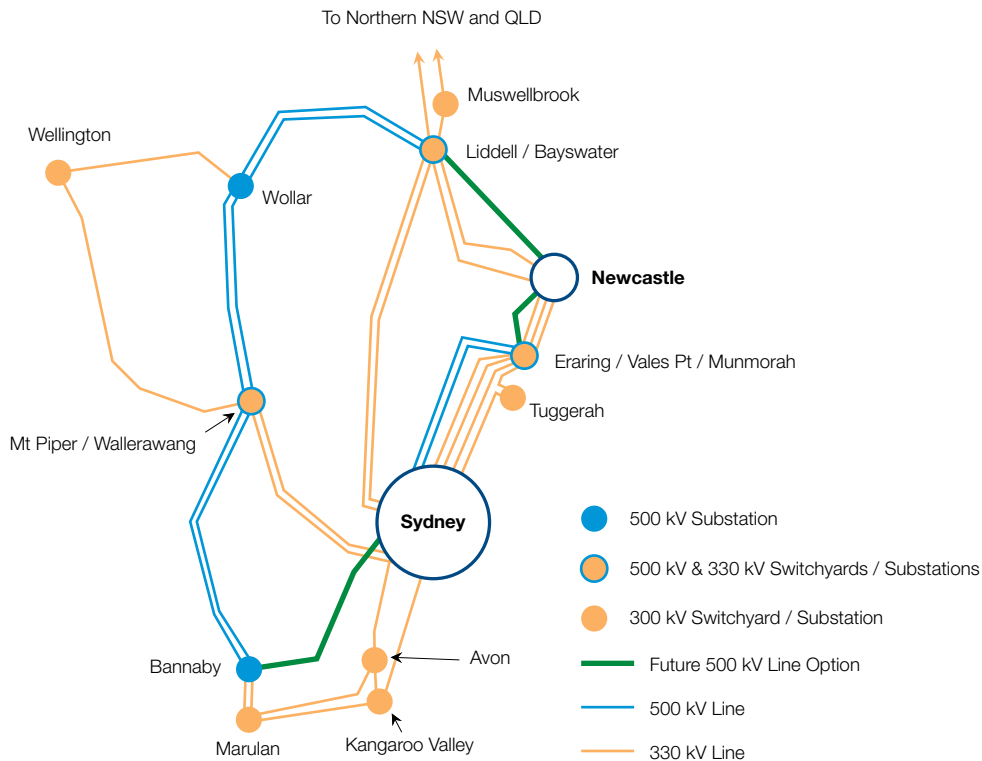 To Northern NSW and QLD
Muswellbrook
Wellington
Liddell / Bayswater
Wollar
Newcastle
Eraring / Vales Pt / Munmorah
Tuggerah
Mt Piper / Wallerawang
Sydney
500 kV Substation
500 kV & 330 kV Switchyards / Substations
300 kV Switchyard / Substation
Bannaby
Avon
Future 500 kV Line Option
500 kV Line
Marulan
Kangaroo Valley
330 kV Line